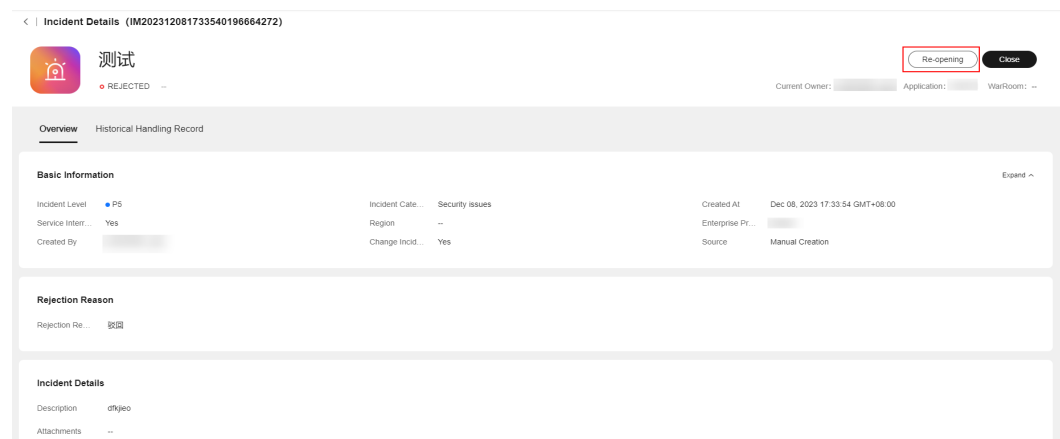 < | Incident Details (IM20231208173354019666427​2)
测试
Re-opening Close
REJECTED --
Current Owner: Application: WarRoom: --
Overview Historical Handling Record
Basic Information Expand
Incident Level P5 Incident Cate... Security issues Created At Dec 08, 2023 17:33:54 GMT+08:00
Service Interr... Yes Region -- Enterprise Pr...
Created By Change Incid... Yes Source Manual Creation
Rejection Reason
Rejection Re... 驳回
Incident Details
Description dfkjieo
Attachments --